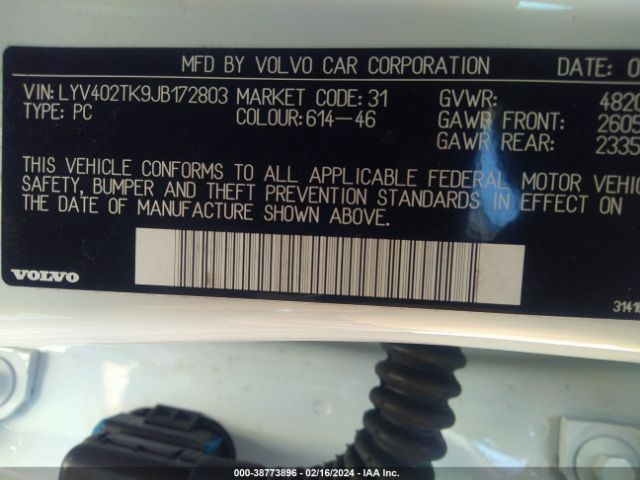 MFD BY VOLVO CAR CORPORATION DATE: 0
VIN: LYV402TK9JB172803 MARKET CODE: 31 GVWR: 482
TYPE: PC COLOUR: 614-46 GAWR FRONT: 2605
GAWR REAR: 2335
THIS VEHICLE CONFORMS TO ALL APPLICABLE FEDERAL MOTOR VEHIC
SAFETY, BUMPER AND THEFT PREVENTION STANDARDS IN EFFECT ON
THE DATE OF MANUFACTURE SHOWN ABOVE.
VOLVO
3141
000-38773896 - 02/16/2024 - IAA Inc.